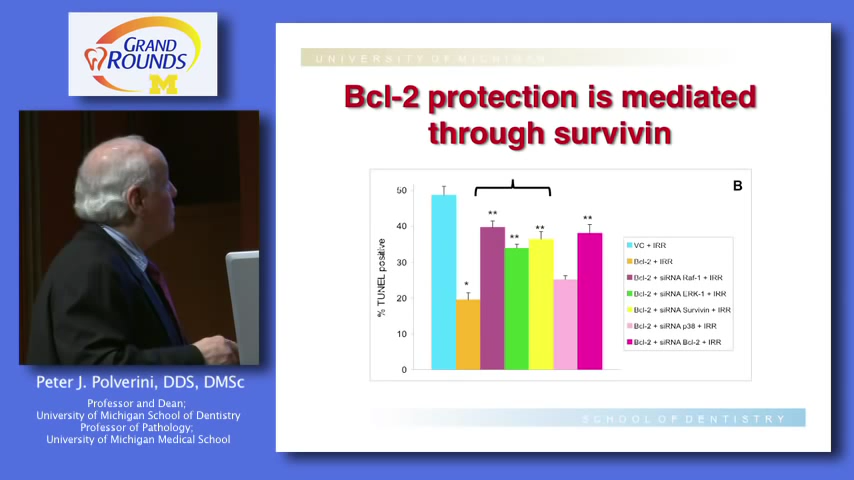 GRAND
ROUNDS
M
Peter J. Polverini, DDS, DMSc
Professor and Dean;
University of Michigan School of Dentistry
Professor of Pathology;
University of Michigan Medical School
UNIVERSITY OF MICHIGAN
Bcl-2 protection is mediated
through survivin
B
% TUNEL positive
50
40
30
20
10
0
*
**
**
**
**
VC + IRR
Bcl-2 + IRR
Bcl-2 + siRNA Raf-1 + IRR
Bcl-2 + siRNA ERK-1 + IRR
Bcl-2 + siRNA Survivin + IRR
Bcl-2 + siRNA p38 + IRR
Bcl-2 + siRNA Bcl-2 + IRR
SCHOOL OF DENTISTRY